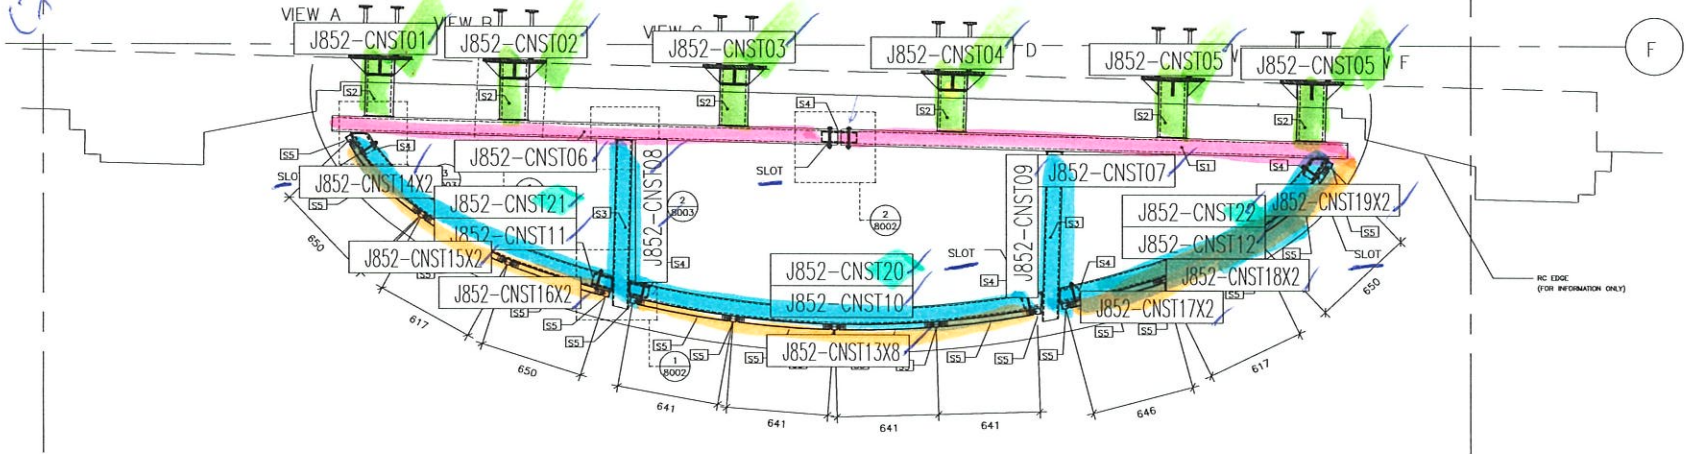 VIEW A
VIEW B
D
F
F
J852-CNST01
J852-CNST02
J852-CNST03
J852-CNST04
J852-CNST05
J852-CNST05
S2
S2
S2
S4
S2
S2
S2
S5
S4
J852-CNST06
SLOT
J852-CNST07
S1
S4
J852-CNST08
J852-CNST09
J852-CNST14X2
J852-CNST19X2
S5
S5
J852-CNST21
S3
2
8003
2
8002
S3
J852-CNST22
J852-CNST11
J852-CNST12
650
J852-CNST15X2
S4
J852-CNST20
SLOT
S4
S4
SLOT
J852-CNST18X2
650
RC EDGE
(FOR INFORMATION ONLY)
J852-CNST16X2
J852-CNST10
J852-CNST17X2
617
S5
S5
S5
S5
J852-CNST13X8
S5
S5
S5
S5
S5
1
8002
650
617
641
641
641
641
646